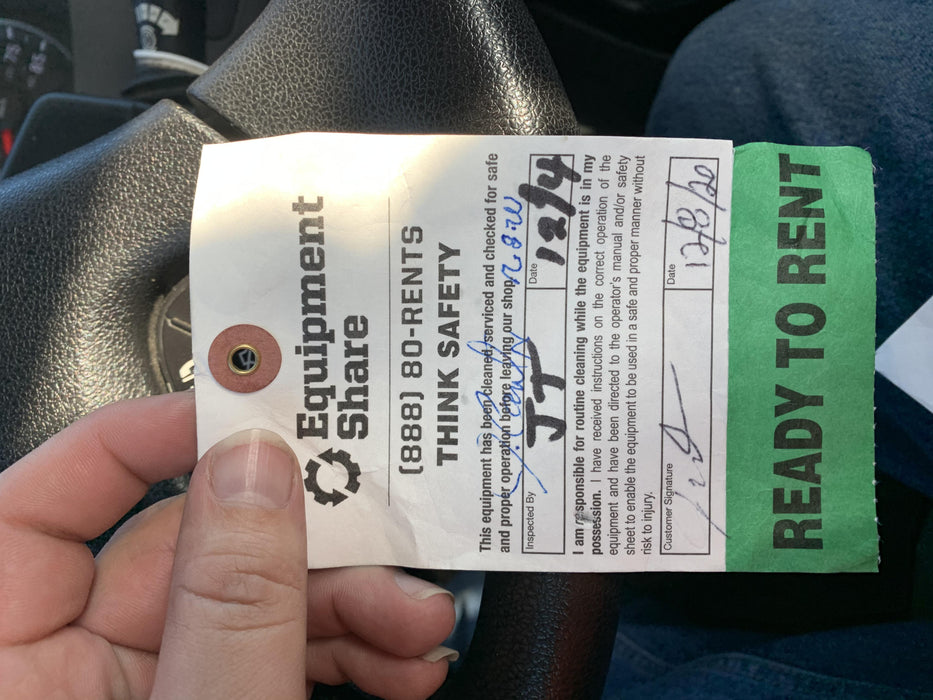 Equipment
Share
(888) 80-RENTS
THINK SAFETY
This equipment has been cleaned/serviced and checked for safe
and proper operation before leaving our shop.
Inspected By
JT
Date
12/14
I am responsible for routine cleaning while the equipment is in my
possession. I have received instructions on the correct operation of the
equipment and have been directed to the operator's manual and/or safety
sheet to enable the equipment to be used in a safe and proper manner without
risk to injury.
Customer Signature
Date
READY TO RENT